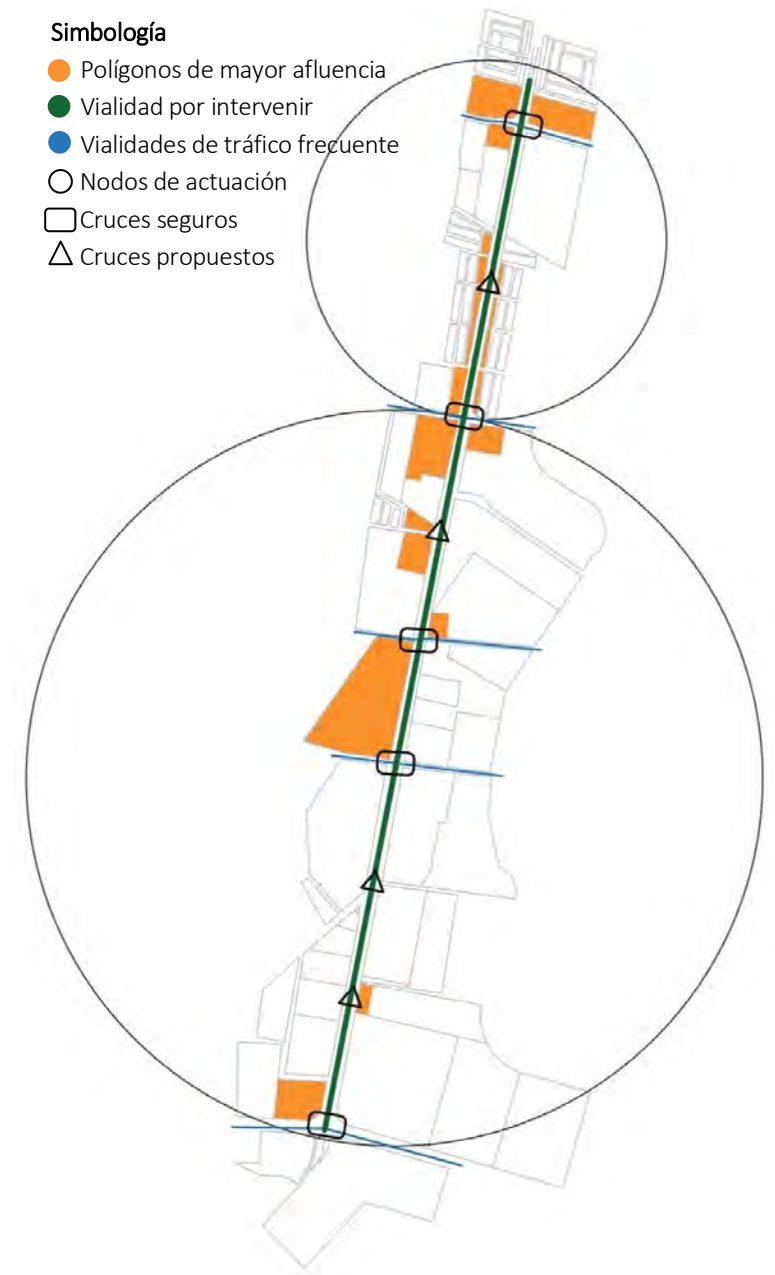 Simbología
Polígonos de mayor afluencia
Vialidad por intervenir
Vialidades de tráfico frecuente
Nodos de actuación
Cruces seguros
Cruces propuestos